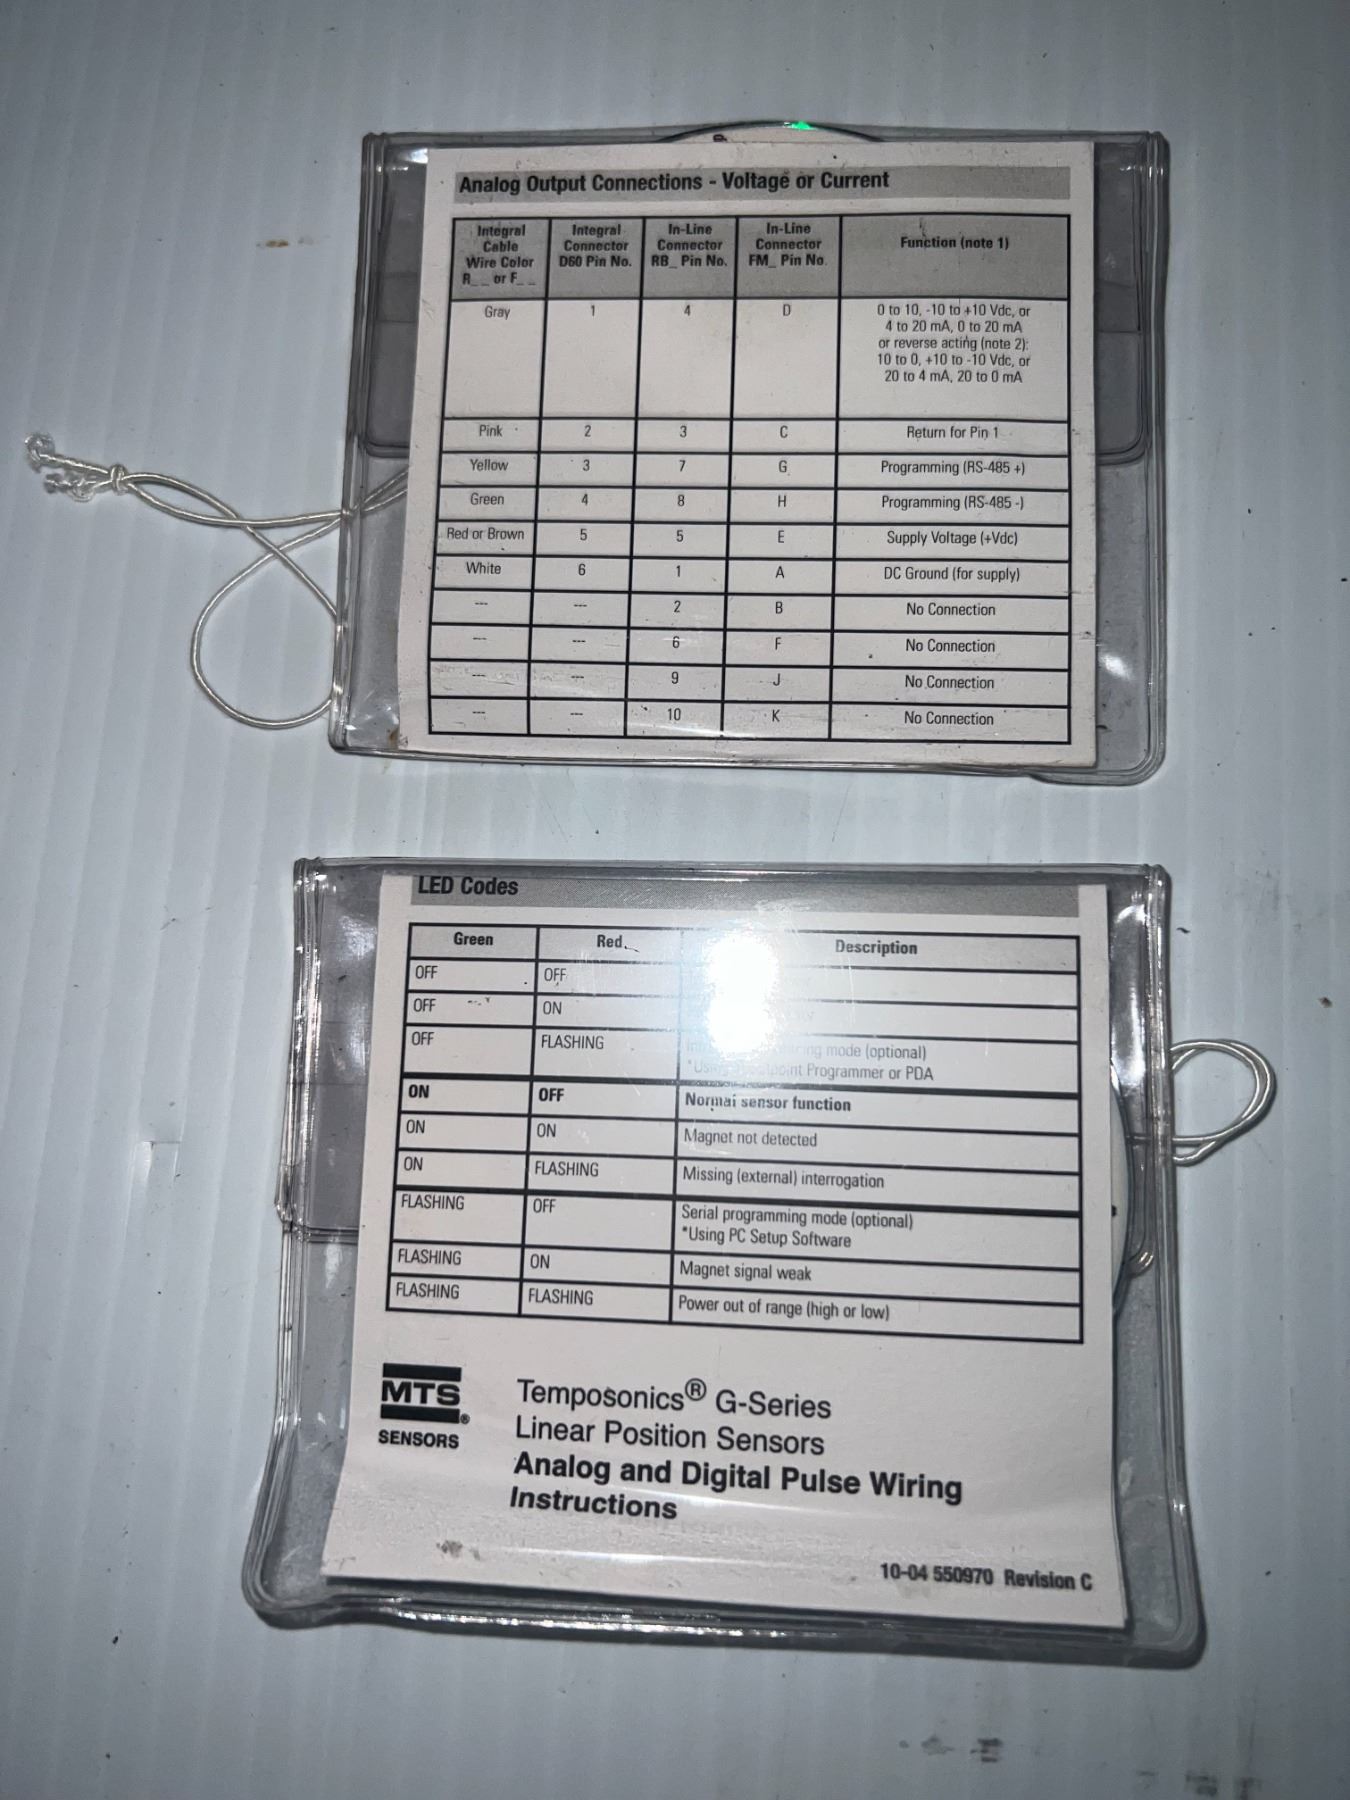 Analog Output Connections - Voltage or Current
Integral Cable Wire Color R_ _ or F_ _ | Integral Connector D60 Pin No. | In-Line Connector RB_ Pin No. | In-Line Connector FM_ Pin No. | Function (note 1)
Gray 1 4 D 0 to 10, -10 to +10 Vdc, or
4 to 20 mA, 0 to 20 mA
or reverse acting (note 2):
10 to 0, +10 to -10 Vdc, or
20 to 4 mA, 20 to 0 mA
Pink 2 3 C Return for Pin 1
Yellow 3 7 G Programming (RS-485 +)
Green 4 8 H Programming (RS-485 -)
Red or Brown 5 5 E Supply Voltage (+Vdc)
White 6 1 A DC Ground (for supply)
--- --- 2 B No Connection
--- --- 6 F No Connection
--- --- 9 J No Connection
--- --- 10 K No Connection
LED Codes
Green Red Description
OFF OFF
OFF ON
OFF FLASHING mode (optional)
Programmer or PDA
ON OFF Normal sensor function
ON ON Magnet not detected
ON FLASHING Missing (external) interrogation
FLASHING OFF Serial programming mode (optional)
*Using PC Setup Software
FLASHING ON Magnet signal weak
FLASHING FLASHING Power out of range (high or low)
MTS®
SENSORS
Temposonics® G-Series
Linear Position Sensors
Analog and Digital Pulse Wiring
Instructions
10-04 550970 Revision C